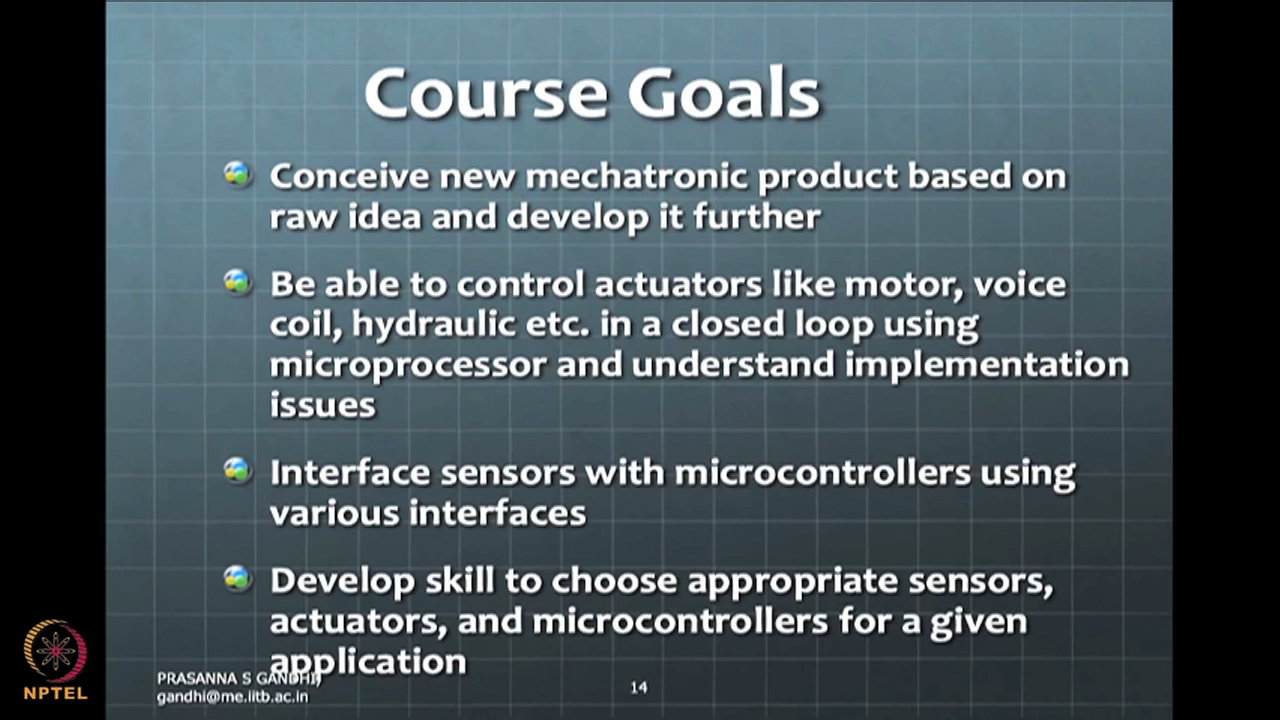 Course Goals
Conceive new mechatronic product based on
raw idea and develop it further
Be able to control actuators like motor, voice
coil, hydraulic etc. in a closed loop using
microprocessor and understand implementation
issues
Interface sensors with microcontrollers using
various interfaces
Develop skill to choose appropriate sensors,
actuators, and microcontrollers for a given
application
PRASANNA S GANDHI,
gandhi@me.iitb.ac.in
14
NPTEL